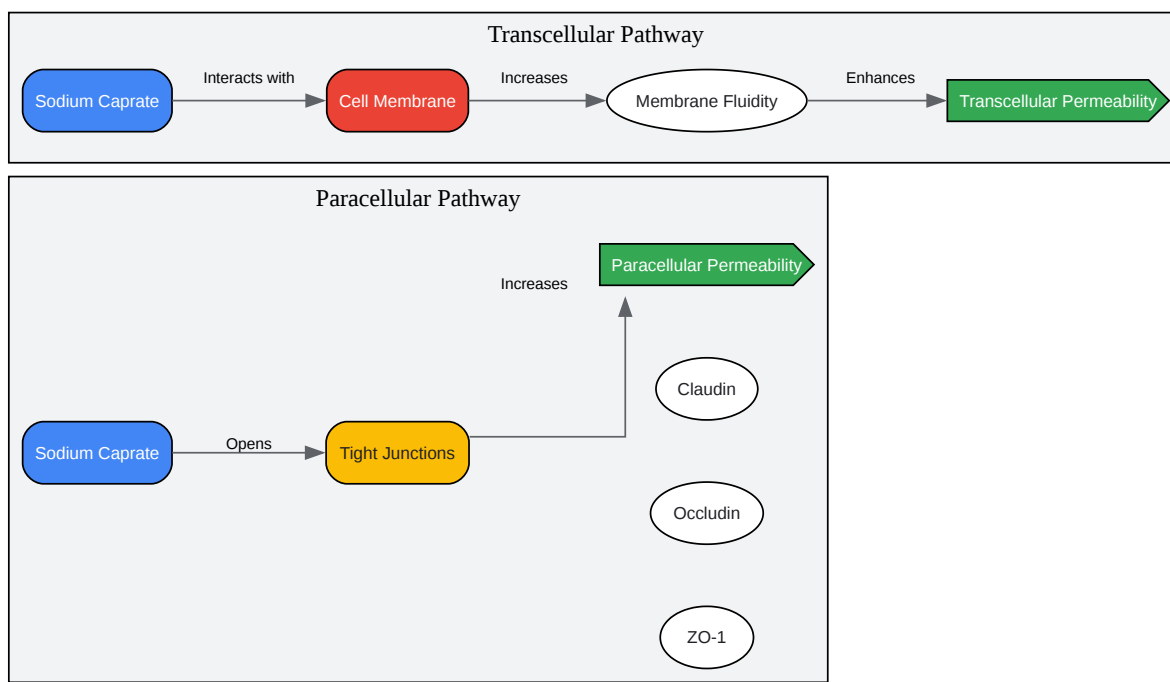 Transcellular Pathway
Sodium Caprate
Interacts with
Cell Membrane
Increases
Membrane Fluidity
Enhances
Transcellular Permeability
Paracellular Pathway
Paracellular Permeability
Increases
Claudin
Sodium Caprate
Opens
Tight Junctions
Occludin
ZO-1